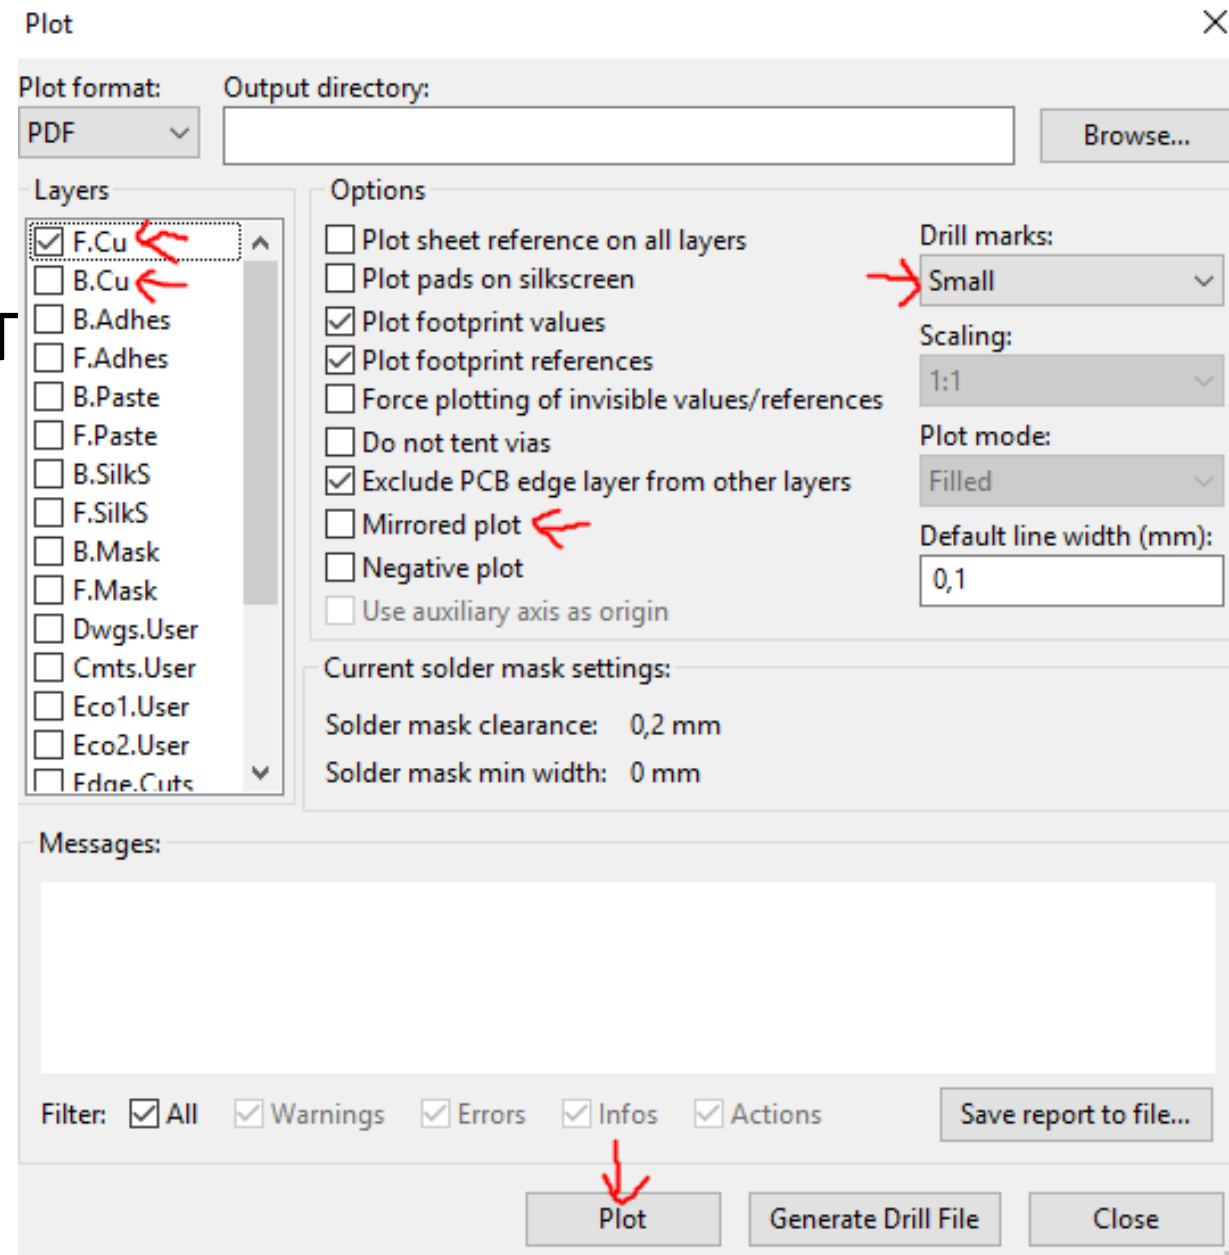 Plot
Plot format:
Output directory:
PDF
Browse...
Layers
F.Cu
B.Cu
B.Adhes
F.Adhes
B.Paste
F.Paste
B.SilkS
F.SilkS
B.Mask
F.Mask
Dwgs.User
Cmts.User
Eco1.User
Eco2.User
Edge.Cuts
Options
Plot sheet reference on all layers
Plot pads on silkscreen
Plot footprint values
Plot footprint references
Force plotting of invisible values/references
Do not tent vias
Exclude PCB edge layer from other layers
Mirrored plot
Negative plot
Use auxiliary axis as origin
Drill marks:
Small
Scaling:
1:1
Plot mode:
Filled
Default line width (mm):
0,1
Current solder mask settings:
Solder mask clearance: 0,2 mm
Solder mask min width: 0 mm
Messages:
Filter: All Warnings Errors Infos Actions
Save report to file...
Plot
Generate Drill File
Close